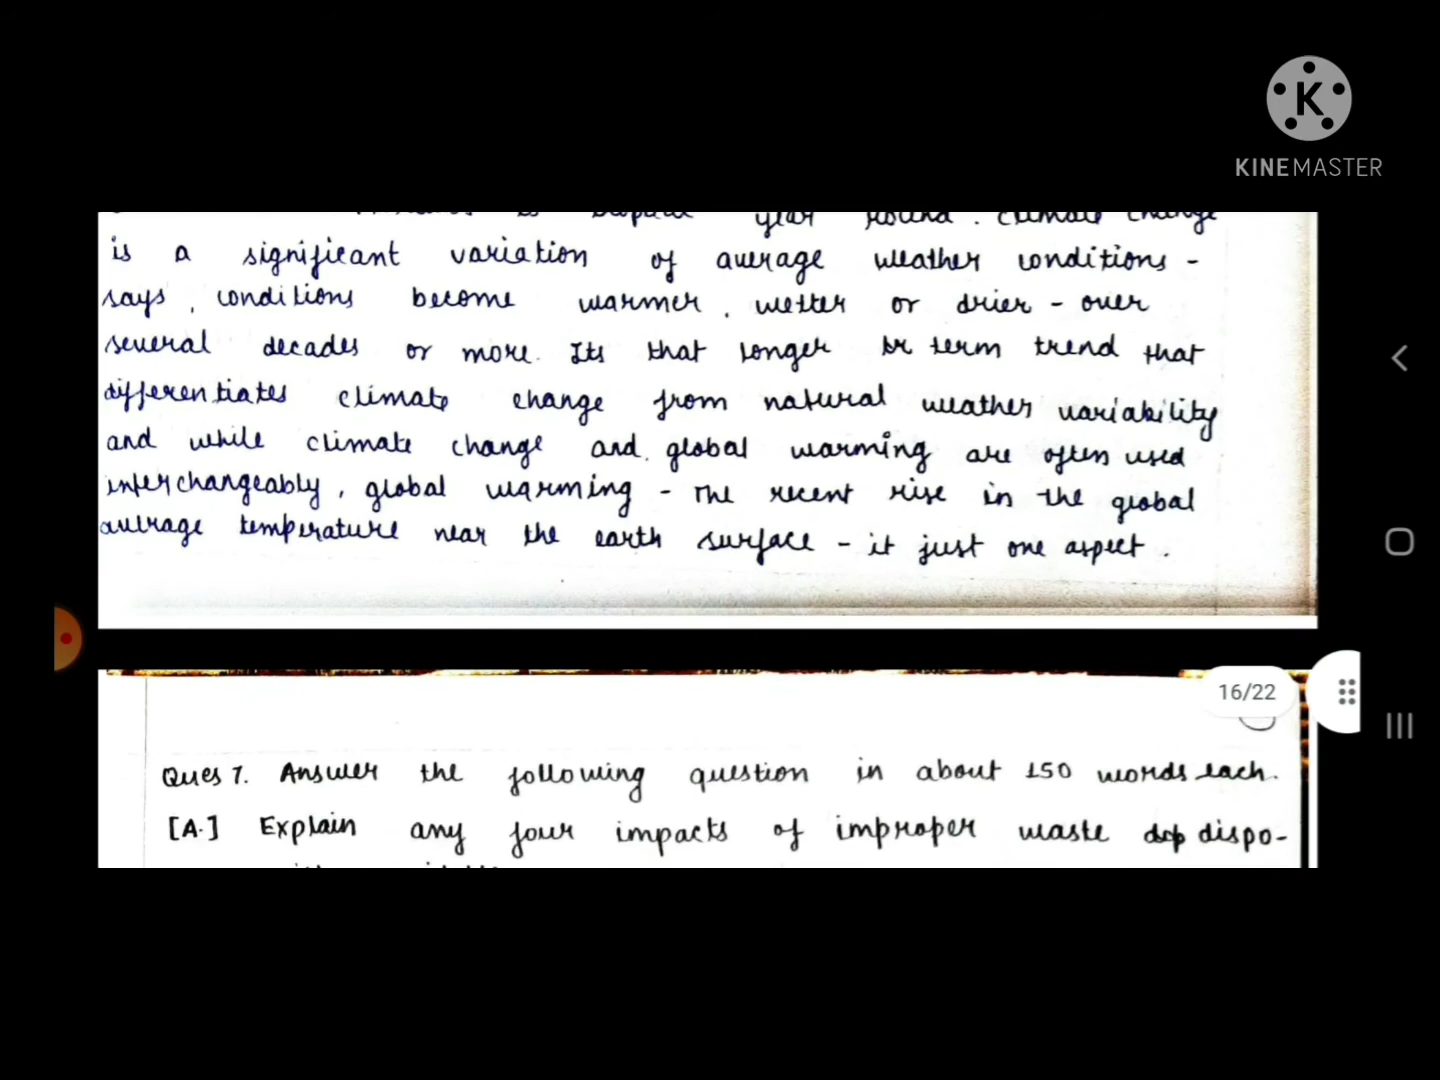 KINEMASTER
year round. climate change
is a significant variation of average weather conditions -
says, conditions become warmer, wetter or drier - over
several decades or more. Its that longer term trend that
differentiates climate change from natural weather variability
and while climate change and global warming are often used
interchangeably, global warming - The recent rise in the global
average temperature near the earth surface - it just one aspect.
16/22
Ques 7. Answer the following question in about 150 words each.
[A.] Explain any four impacts of improper waste dispo-